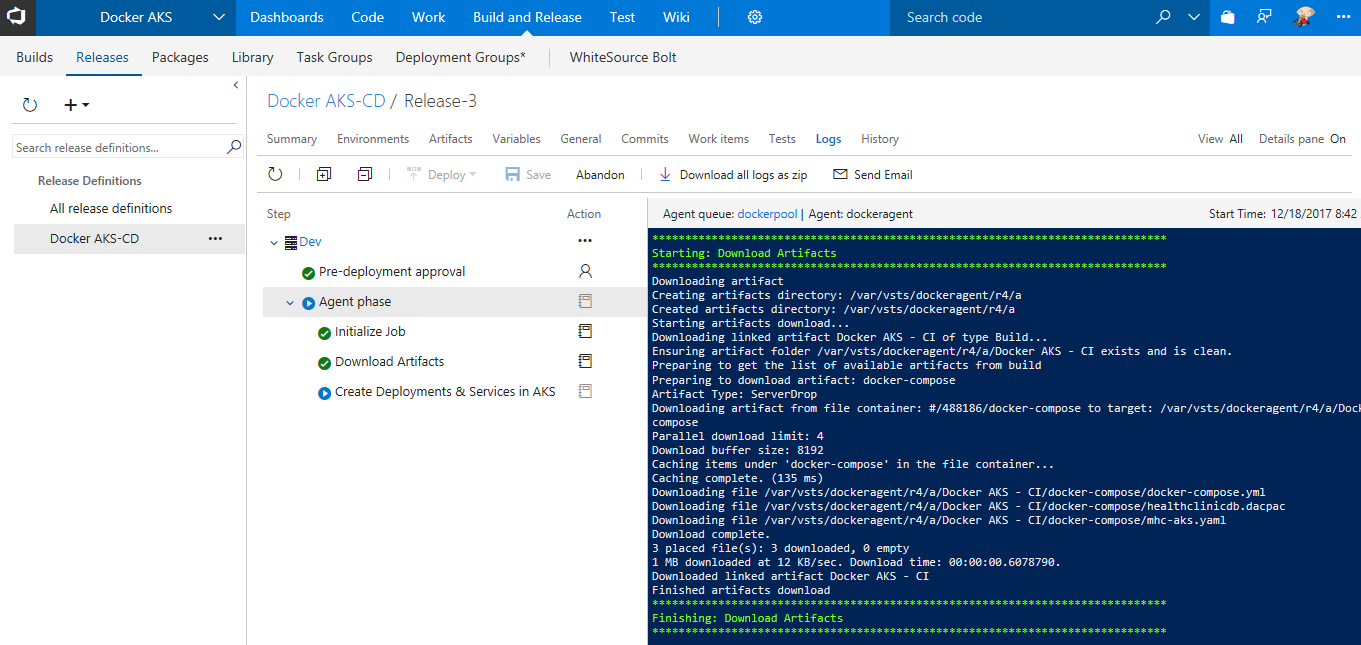 Docker AKS Dashboards Code Work Build and Release Test Wiki Search code
Builds Releases Packages Library Task Groups Deployment Groups* WhiteSource Bolt
Search release definitions...
Release Definitions
All release definitions
Docker AKS-CD
Docker AKS-CD / Release-3
Summary Environments Artifacts Variables General Commits Work items Tests Logs History View All Details pane On
Deploy Save Abandon Download all logs as zip Send Email
Step Action
Dev
Pre-deployment approval
Agent phase
Initialize Job
Download Artifacts
Create Deployments & Services in AKS
Agent queue: dockerpool | Agent: dockeragent Start Time: 12/18/2017 8:42
******************************************************************************
Starting: Download Artifacts
******************************************************************************
Downloading artifact
Creating artifacts directory: /var/vsts/dockeragent/r4/a
Created artifacts directory: /var/vsts/dockeragent/r4/a
Starting artifacts download...
Downloading linked artifact Docker AKS - CI of type Build...
Ensuring artifact folder /var/vsts/dockeragent/r4/a/Docker AKS - CI exists and is clean.
Preparing to get the list of available artifacts from build
Preparing to download artifact: docker-compose
Artifact Type: ServerDrop
Downloading artifact from file container: #/488186/docker-compose to target: /var/vsts/dockeragent/r4/a/Doc
compose
Parallel download limit: 4
Download buffer size: 8192
Caching items under 'docker-compose' in the file container...
Caching complete. (135 ms)
Downloading file /var/vsts/dockeragent/r4/a/Docker AKS - CI/docker-compose/docker-compose.yml
Downloading file /var/vsts/dockeragent/r4/a/Docker AKS - CI/docker-compose/healthclinicdb.dacpac
Downloading file /var/vsts/dockeragent/r4/a/Docker AKS - CI/docker-compose/mhc-aks.yaml
Download complete.
3 placed file(s): 3 downloaded, 0 empty
1 MB downloaded at 12 KB/sec. Download time: 00:00:00.6078790.
Downloaded linked artifact Docker AKS - CI
Finished artifacts download
******************************************************************************
Finishing: Download Artifacts
******************************************************************************